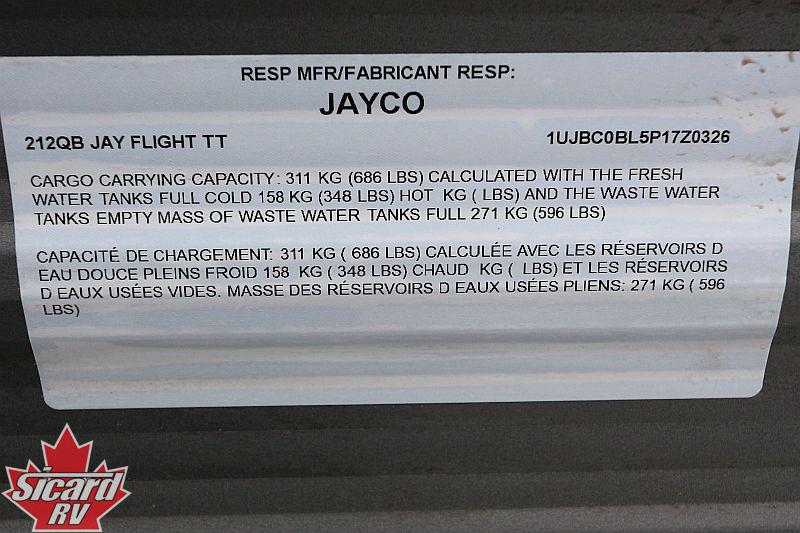 RESP MFR/FABRICANT RESP:
JAYCO
212QB JAY FLIGHT TT 1UJBC0BL5P17Z0326
CARGO CARRYING CAPACITY: 311 KG (686 LBS) CALCULATED WITH THE FRESH
WATER TANKS FULL COLD 158 KG (348 LBS) HOT KG ( LBS) AND THE WASTE WATER
TANKS EMPTY MASS OF WASTE WATER TANKS FULL 271 KG (596 LBS)
CAPACITÉ DE CHARGEMENT: 311 KG ( 686 LBS) CALCULÉE AVEC LES RÉSERVOIRS D
EAU DOUCE PLEINS FROID 158 KG ( 348 LBS) CHAUD KG ( LBS) ET LES RÉSERVOIRS
D EAUX USÉES VIDES. MASSE DES RÉSERVOIRS D EAUX USÉES PLIENS: 271 KG ( 596
LBS)
Sicard
RV